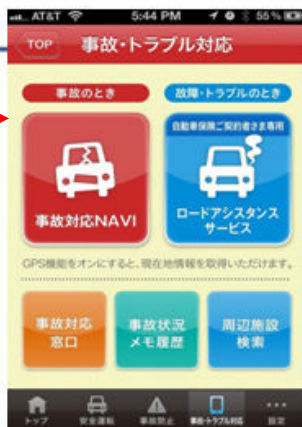 AT&T 5:44 PM 55%
TOP 事故・トラブル対応
事故のとき 故障・トラブルのとき
自動車保険ご契約者さま専用
事故対応NAVI
ロードアシスタンス
サービス
GPS機能をオンにすると、現在地情報を取得いただけます。
事故対応
窓口
事故状況
メモ履歴
周辺施設
検索
トップ 安全運転 事故防止 事故・トラブル対応 設定